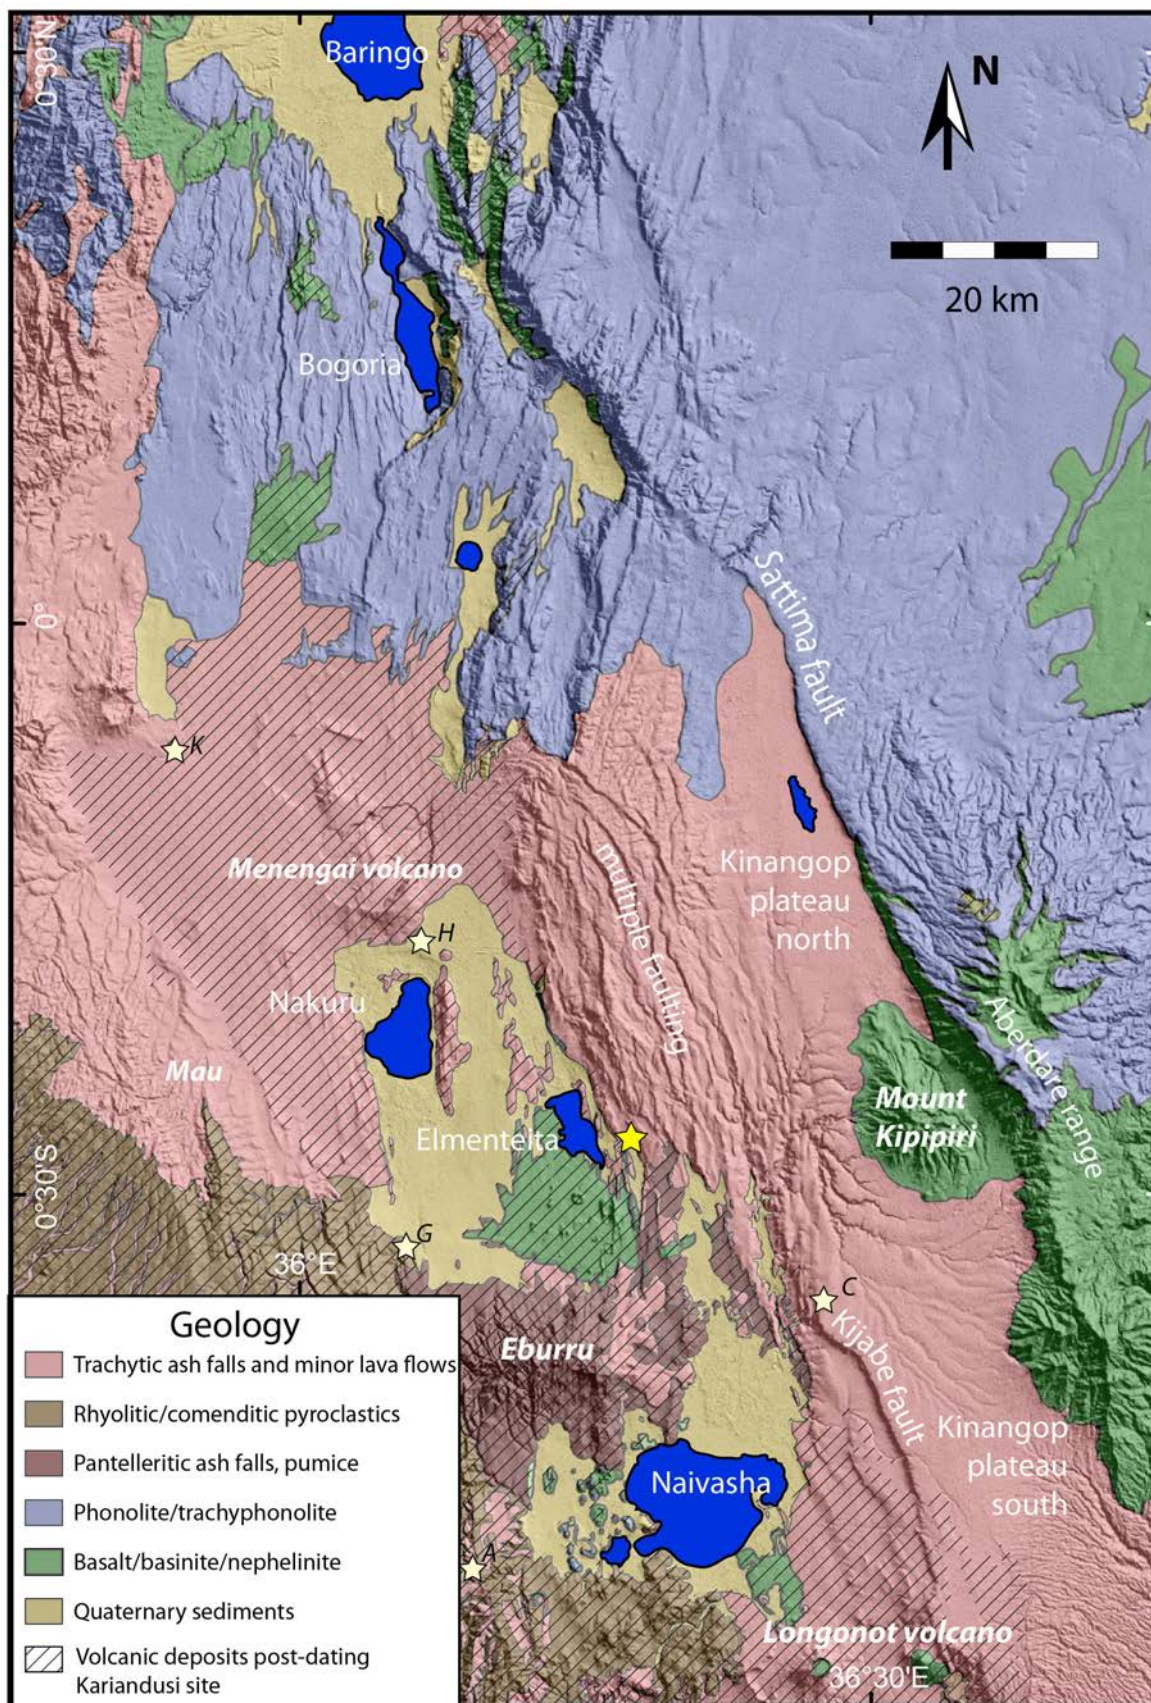 Baringo
0°30'N
N
20 km
Bogoria
Sattima fault
0°
K
Kinangop
plateau
north
multiple faulting
Menengai volcano
H
Nakuru
Aberdare range
Mau
Mount
Kipipiri
Elmenteita
0°30'S
G
36°E
C
Kijabe fault
Eburru
Kinangop
plateau
south
Naivasha
A
Longonot volcano
36°30'E
Geology
Trachytic ash falls and minor lava flows
Rhyolitic/comenditic pyroclastics
Pantelleritic ash falls, pumice
Phonolite/trachyphonolite
Basalt/basinite/nephelinite
Quaternary sediments
Volcanic deposits post-dating
Kariandusi site